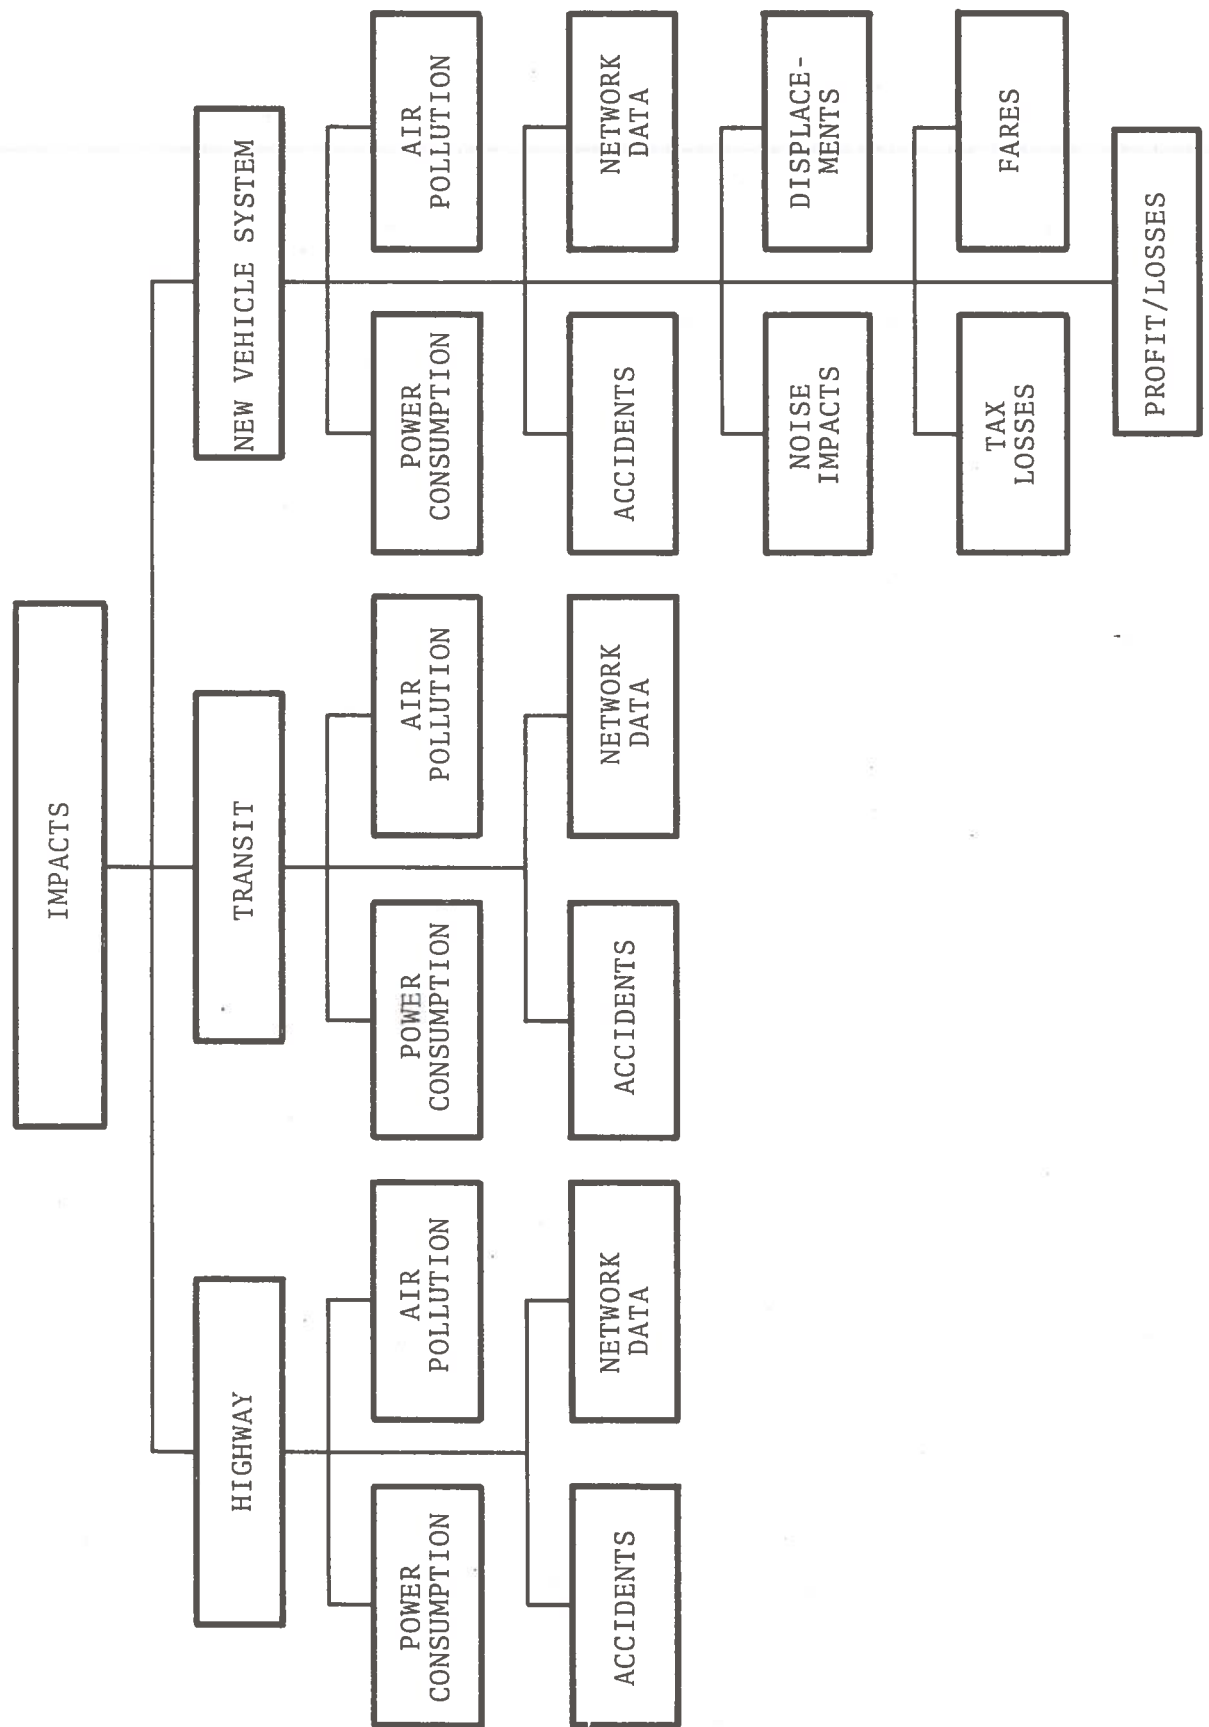 IMPACTS
HIGHWAY
TRANSIT
NEW VEHICLE SYSTEM
POWER
CONSUMPTION
AIR
POLLUTION
POWER
CONSUMPTION
AIR
POLLUTION
POWER
CONSUMPTION
AIR
POLLUTION
ACCIDENTS
NETWORK
DATA
ACCIDENTS
NETWORK
DATA
ACCIDENTS
NETWORK
DATA
NOISE
IMPACTS
DISPLACE-
MENTS
TAX
LOSSES
FARES
PROFIT/LOSSES